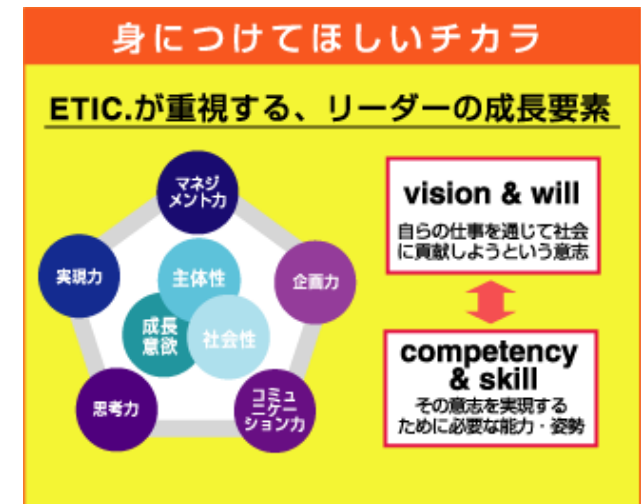 身につけてほしいチカラ
ETIC.が重視する、リーダーの成長要素
マネジ
メント力
実現力
主体性
企画力
成長
意欲
社会性
思考力
コミュ
ニケー
ション力
vision & will
自らの仕事を通じて社会
に貢献しようという意志
competency
& skill
その意志を実現する
ために必要な能力・姿勢